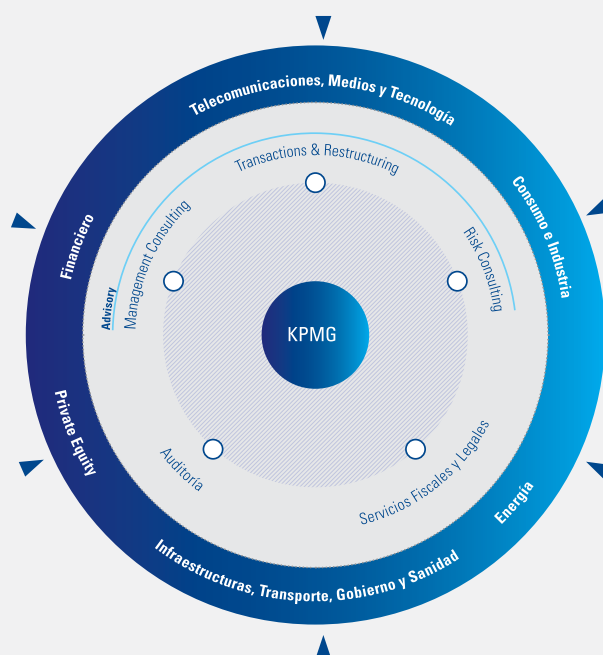 Telecomunicaciones, Medios y Tecnología
Transactions & Restructuring
Financiero
Management Consulting
Advisory
Risk Consulting
Consumo e Industria
KPMG
Private Equity
Auditoría
Servicios Fiscales y Legales
Energía
Infraestructuras, Transporte, Gobierno y Sanidad